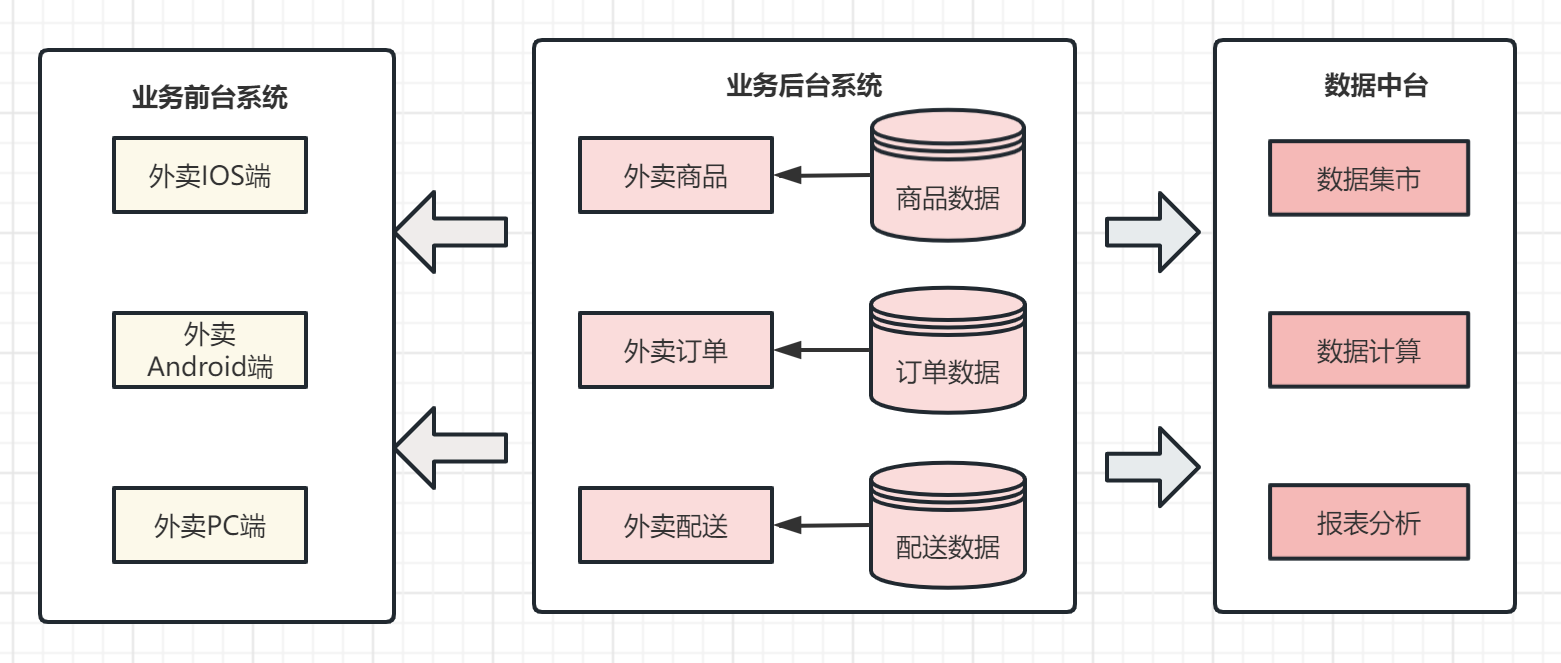 业务前台系统
外卖IOS端
外卖
Android端
外卖PC端
业务后台系统
外卖商品
商品数据
外卖订单
订单数据
外卖配送
配送数据
数据中台
数据集市
数据计算
报表分析